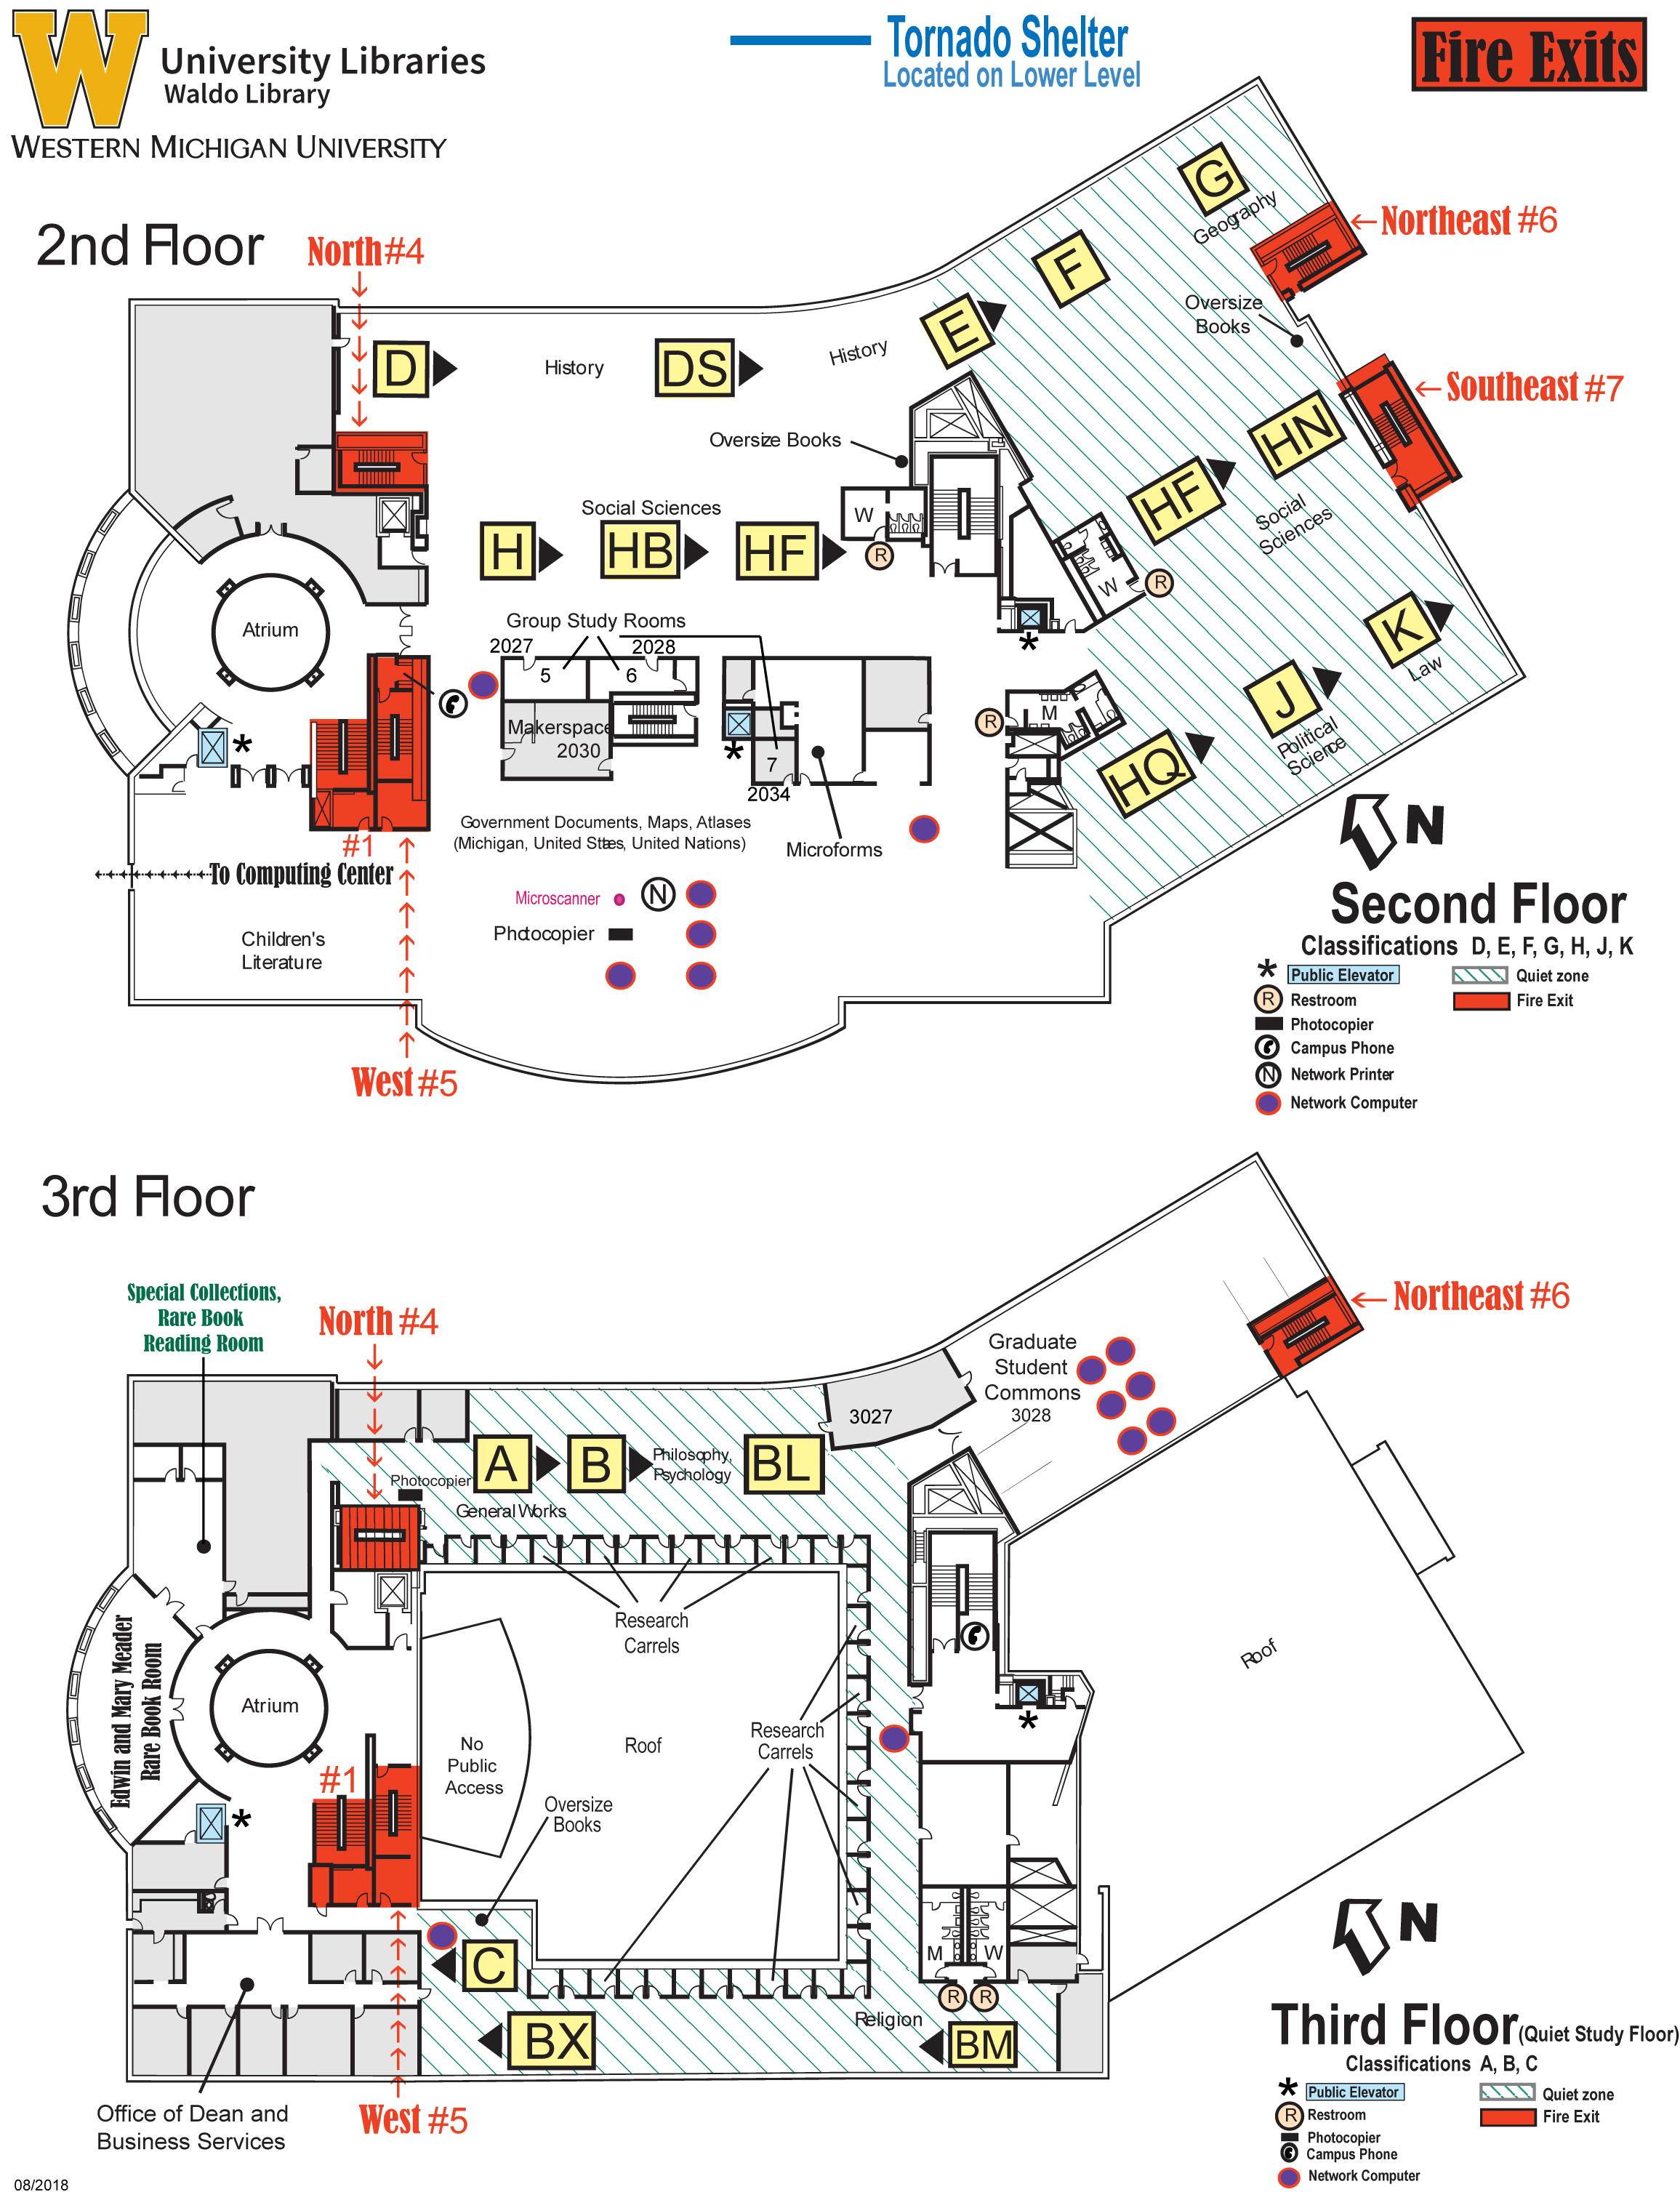 W
University Libraries
Waldo Library
WESTERN MICHIGAN UNIVERSITY
Tornado Shelter
Located on Lower Level
Fire Exits
2nd Floor
North #4
Northeast #6
Southeast #7
G
Geography
F
E
Oversize
Books
D
History
DS
History
Oversize Books
HN
HF
Social
Sciences
Social Sciences
H
HB
HF
W
R
W
R
Atrium
Group Study Rooms
2027
2028
5
6
*
K
Law
J
Political
Science
HQ
R
M
Makerspace
2030
*
*
7
2034
#1
Government Documents, Maps, Atlases
(Michigan, United States, United Nations)
Microforms
To Computing Center
Microscanner
N
Photocopier
Children's
Literature
West #5
N
Second Floor
Classifications D, E, F, G, H, J, K
* Public Elevator
Quiet zone
R Restroom
Fire Exit
Photocopier
Campus Phone
N Network Printer
Network Computer
3rd Floor
Special Collections,
Rare Book
Reading Room
North #4
Northeast #6
Graduate
Student
Commons
3028
3027
A
B
Philosophy,
Psychology
BL
Photocopier
General Works
Research
Carrels
Edwin and Mary Meader
Rare Book Room
Atrium
No
Public
Access
Roof
Research
Carrels
Roof
*
#1
*
Oversize
Books
C
M
W
R
R
Religion
BX
BM
Office of Dean and
Business Services
West #5
N
Third Floor (Quiet Study Floor)
Classifications A, B, C
* Public Elevator
Quiet zone
R Restroom
Fire Exit
Photocopier
Campus Phone
Network Computer
08/2018